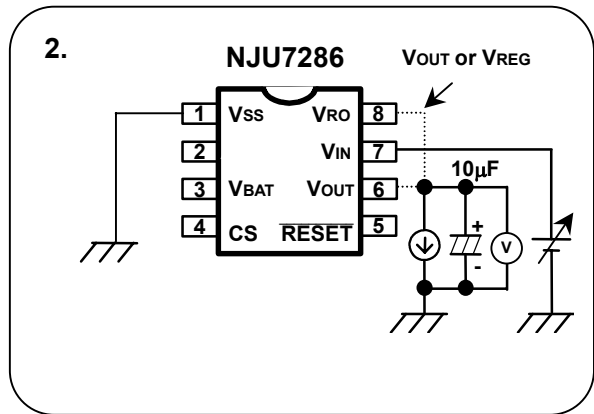 2.
NJU7286
VOUT or VREG
1 VSS VRO 8
2 VIN 7
3 VBAT VOUT 6
4 CS RESET 5
10μF
+
-
V